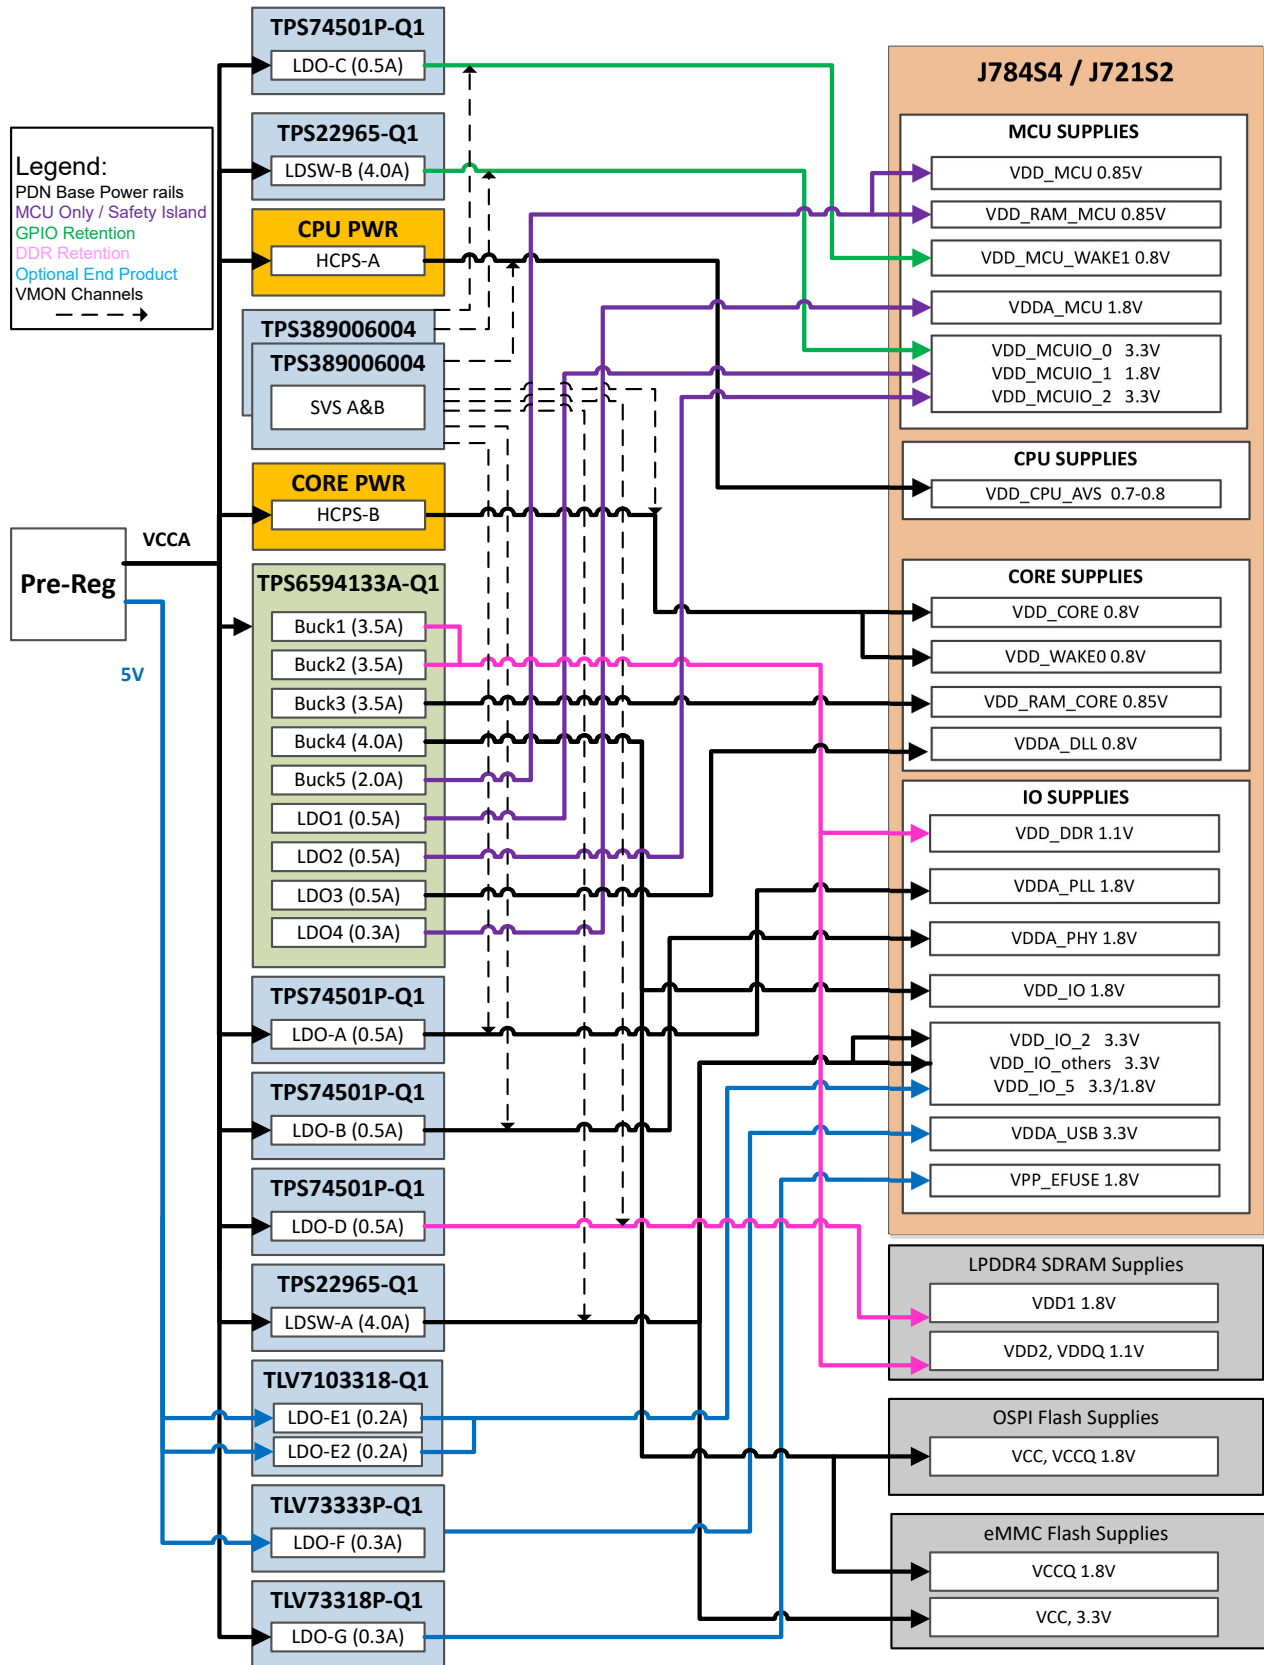 Legend:
PDN Base Power rails
MCU Only / Safety Island
GPIO Retention
DDR Retention
Optional End Product
VMON Channels
Pre-Reg
VCCA
5V
TPS74501P-Q1
LDO-C (0.5A)
TPS22965-Q1
LDSW-B (4.0A)
CPU PWR
HCPS-A
TPS389006004
TPS389006004
SVS A&B
CORE PWR
HCPS-B
TPS6594133A-Q1
Buck1 (3.5A)
Buck2 (3.5A)
Buck3 (3.5A)
Buck4 (4.0A)
Buck5 (2.0A)
LDO1 (0.5A)
LDO2 (0.5A)
LDO3 (0.5A)
LDO4 (0.3A)
TPS74501P-Q1
LDO-A (0.5A)
TPS74501P-Q1
LDO-B (0.5A)
TPS74501P-Q1
LDO-D (0.5A)
TPS22965-Q1
LDSW-A (4.0A)
TLV7103318-Q1
LDO-E1 (0.2A)
LDO-E2 (0.2A)
TLV73333P-Q1
LDO-F (0.3A)
TLV73318P-Q1
LDO-G (0.3A)
J784S4 / J721S2
MCU SUPPLIES
VDD_MCU 0.85V
VDD_RAM_MCU 0.85V
VDD_MCU_WAKE1 0.8V
VDDA_MCU 1.8V
VDD_MCUIO_0 3.3V
VDD_MCUIO_1 1.8V
VDD_MCUIO_2 3.3V
CPU SUPPLIES
VDD_CPU_AVS 0.7-0.8
CORE SUPPLIES
VDD_CORE 0.8V
VDD_WAKE0 0.8V
VDD_RAM_CORE 0.85V
VDDA_DLL 0.8V
IO SUPPLIES
VDD_DDR 1.1V
VDDA_PLL 1.8V
VDDA_PHY 1.8V
VDD_IO 1.8V
VDD_IO_2 3.3V
VDD_IO_others 3.3V
VDD_IO_5 3.3/1.8V
VDDA_USB 3.3V
VPP_EFUSE 1.8V
LPDDR4 SDRAM Supplies
VDD1 1.8V
VDD2, VDDQ 1.1V
OSPI Flash Supplies
VCC, VCCQ 1.8V
eMMC Flash Supplies
VCCQ 1.8V
VCC, 3.3V